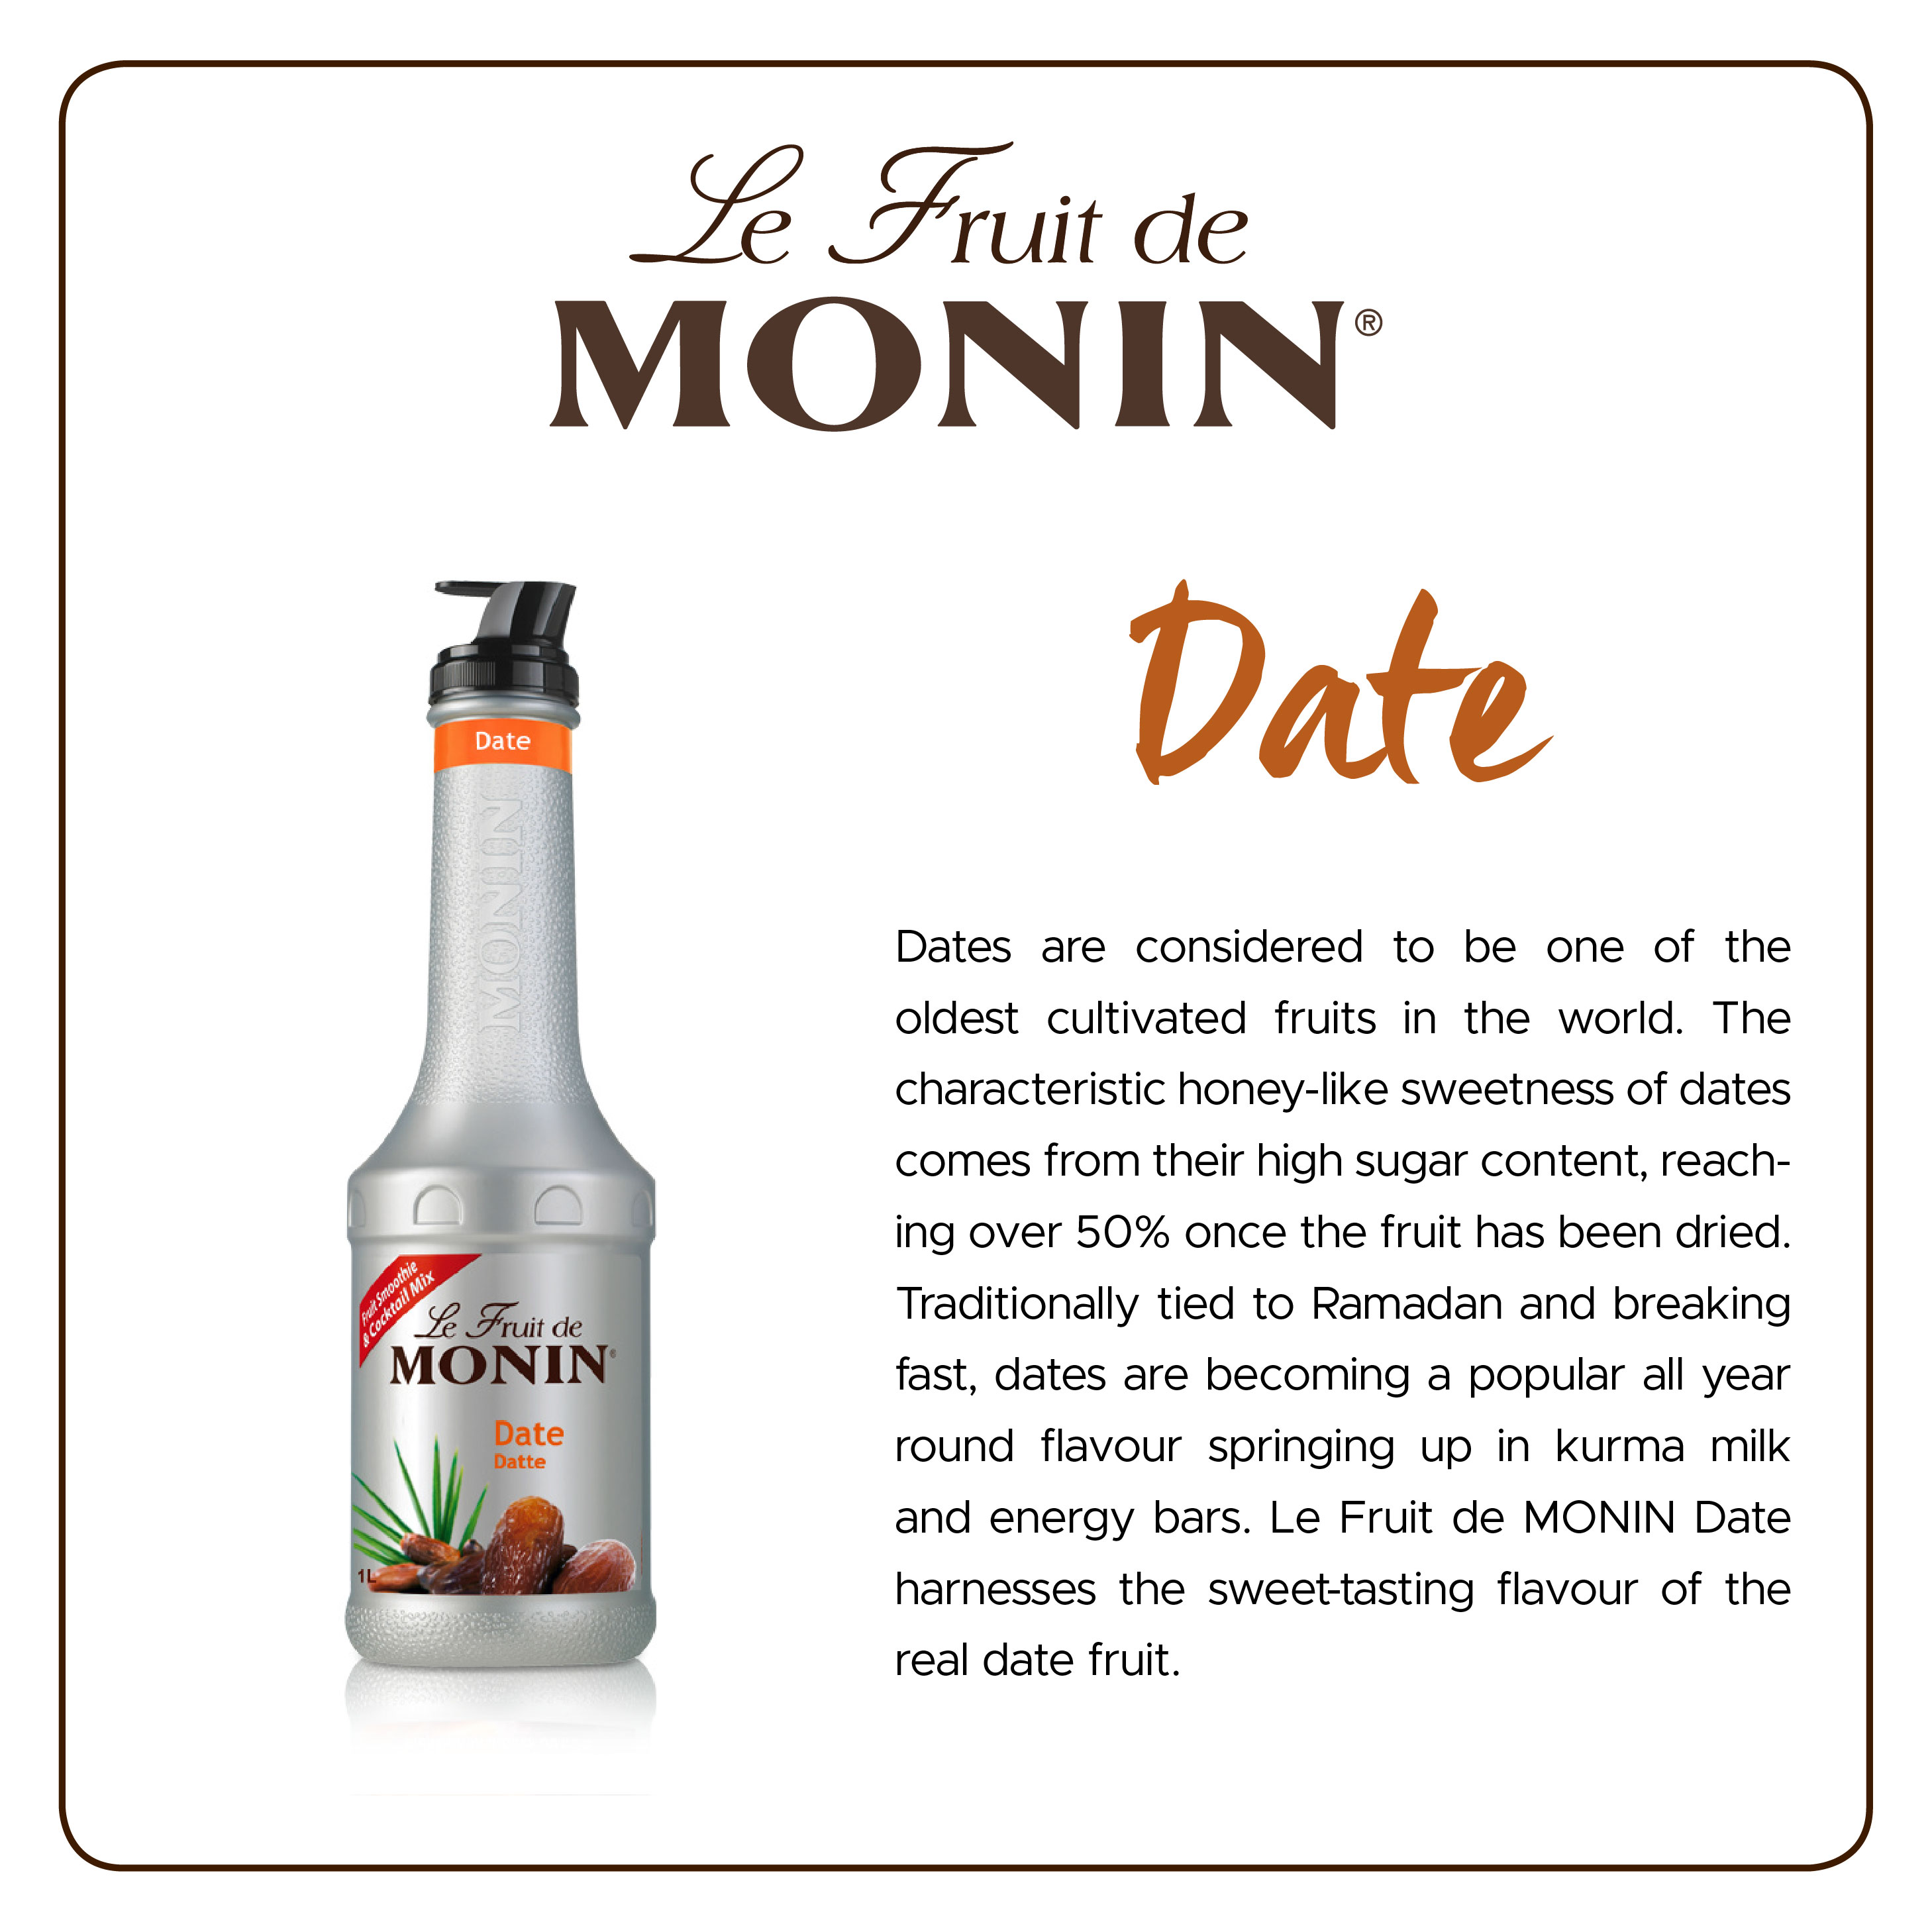 Le Fruit de
MONIN®
Date
Date
MONIN
Fruit Smoothie
& Cocktail Mix
Le Fruit de
MONIN®
Date
Datte
1L
Dates are considered to be one of the
oldest cultivated fruits in the world. The
characteristic honey-like sweetness of dates
comes from their high sugar content, reach-
ing over 50% once the fruit has been dried.
Traditionally tied to Ramadan and breaking
fast, dates are becoming a popular all year
round flavour springing up in kurma milk
and energy bars. Le Fruit de MONIN Date
harnesses the sweet-tasting flavour of the
real date fruit.